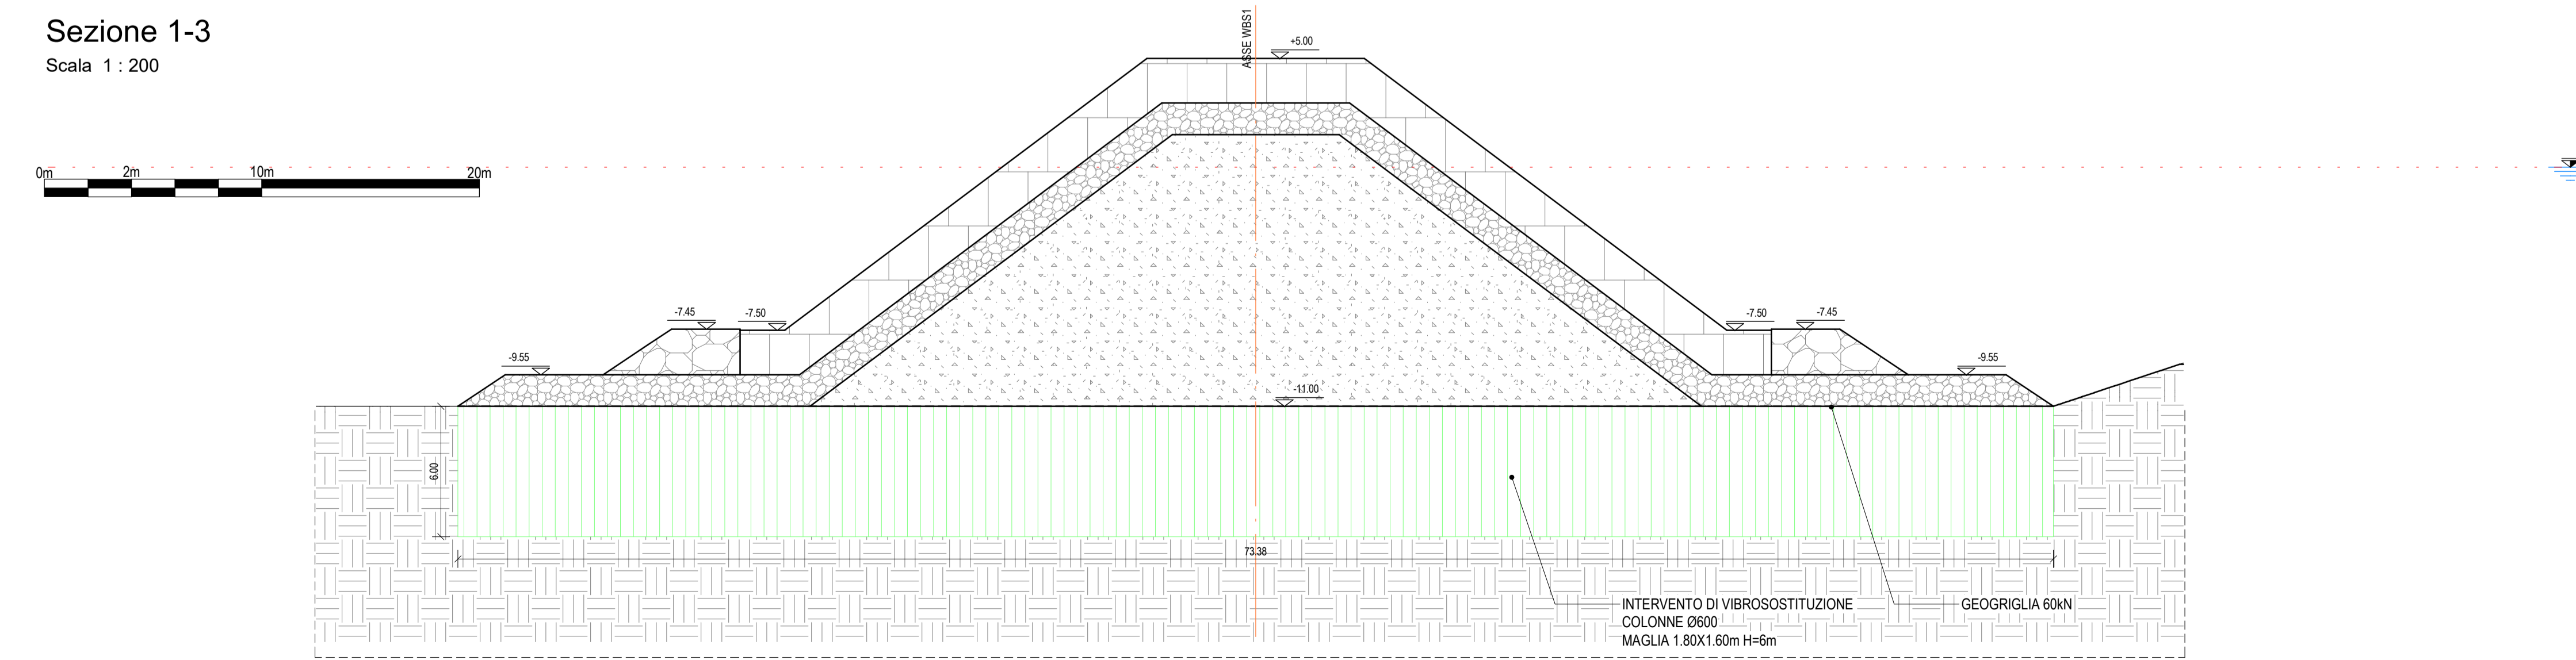 Sezione 1-3
Scala 1 : 200
ASSE WBS1
+5.00
0m 2m 10m 20m
-7.45 -7.50 -7.50 -7.45
-9.55 -9.55
-11.00
6.00
73.38
INTERVENTO DI VIBROSOSTITUZIONE
COLONNE Ø600
MAGLIA 1.80X1.60m H=6m
GEOGRIGLIA 60kN